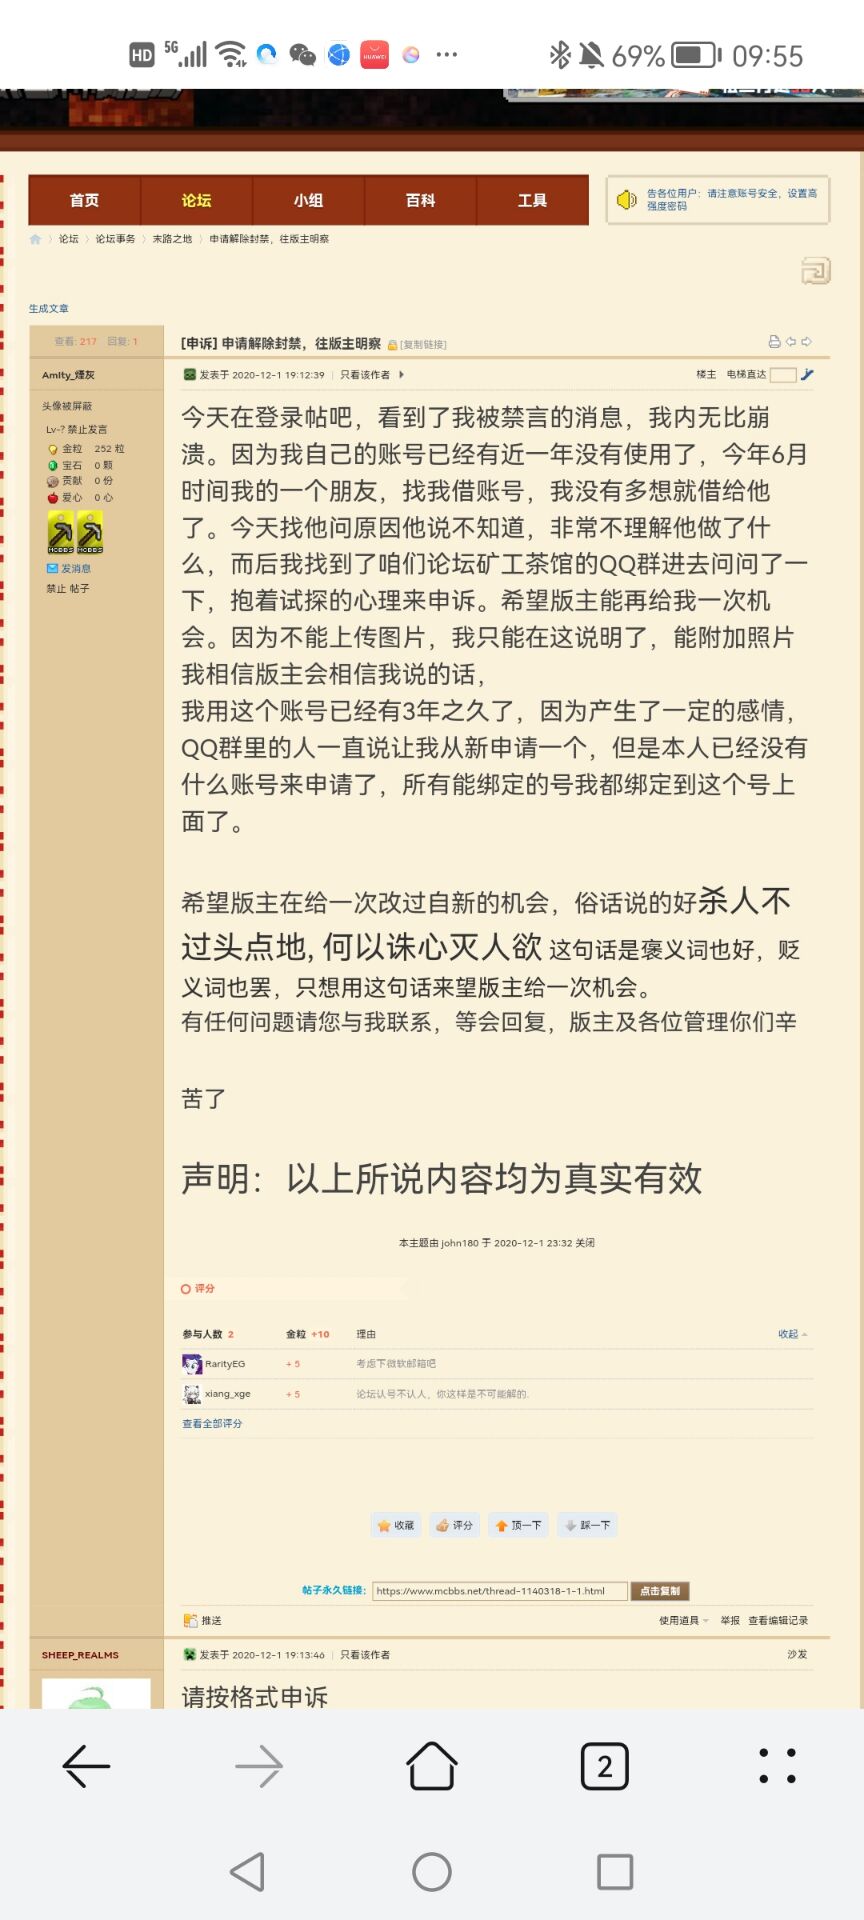 HD 5G 69% 09:55
首页 论坛 小组 百科 工具
告各位用户：请注意账号安全，设置高
强度密码
论坛 〉 论坛事务 〉 末路之地 〉 申请解除封禁，往版主明察
生成文章
查看: 217 回复: 1
[申诉] 申请解除封禁，往版主明察 [复制链接]
Amity_煙灰
发表于 2020-12-1 19:12:39 | 只看该作者
楼主 电梯直达
头像被屏蔽
Lv-? 禁止发言
金粒 252 粒
宝石 0 颗
贡献 0 份
爱心 0 心
MCBBS MCBBS
发消息
禁止 帖子
今天在登录帖吧，看到了我被禁言的消息，我内无比崩
溃。因为我自己的账号已经有近一年没有使用了，今年6月
时间我的一个朋友，找我借账号，我没有多想就借给他
了。今天找他问原因他说不知道，非常不理解他做了什
么，而后我找到了咱们论坛矿工茶馆的QQ群进去问问了一
下，抱着试探的心理来申诉。希望版主能再给我一次机
会。因为不能上传图片，我只能在这说明了，能附加照片
我相信版主会相信我说的话，
我用这个账号已经有3年之久了，因为产生了一定的感情，
QQ群里的人一直说让我从新申请一个，但是本人已经没有
什么账号来申请了，所有能绑定的号我都绑定到这个号上
面了。
希望版主在给一次改过自新的机会，俗话说的好杀人不
过头点地, 何以诛心灭人欲 这句话是褒义词也好，贬
义词也罢，只想用这句话来望版主给一次机会。
有任何问题请您与我联系，等会回复，版主及各位管理你们辛
苦了
声明：以上所说内容均为真实有效
本主题由 john180 于 2020-12-1 23:32 关闭
评分
参与人数 2 金粒 +10 理由 收起
RarityEG + 5 考虑下微软邮箱吧
xiang_xge + 5 论坛认号不认人，你这样是不可能解的.
查看全部评分
收藏 评分 顶一下 踩一下
帖子永久链接: https://www.mcbbs.net/thread-1140318-1-1.html 点击复制
推送 使用道具 举报 查看编辑记录
SHEEP_REALMS
发表于 2020-12-1 19:13:46 | 只看该作者
沙发
请按格式申诉
2